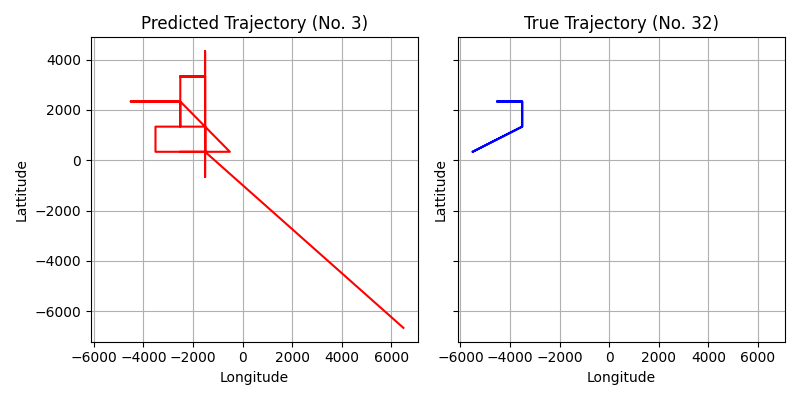 Predicted Trajectory (No. 3)
True Trajectory (No. 32)
4000
2000
0
−2000
−4000
−6000
Lattitude
Lattitude
−6000 −4000 −2000 0 2000 4000 6000
−6000 −4000 −2000 0 2000 4000 6000
Longitude
Longitude